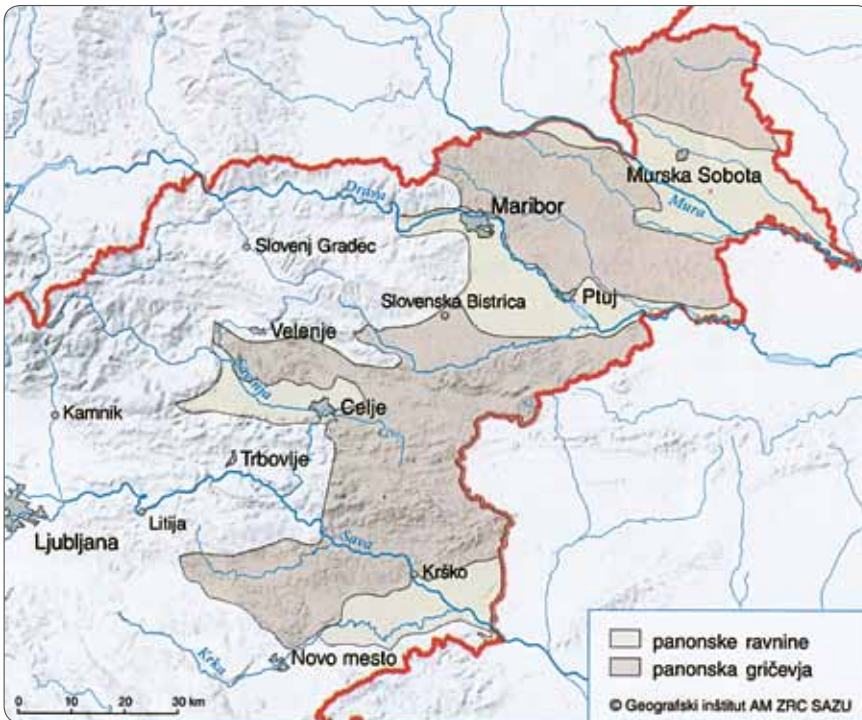 Murska Sobota
Mura
Drava
Maribor
Slovenj Gradec
Ptuj
Slovenska Bistrica
Velenje
Savinja
Celje
Kamnik
Trbovlje
Litija
Ljubljana
Sava
Krško
Krka
Novo mesto
0 10 20 30 km
panonske ravnine
panonska gričevja
© Geografski inštitut AM ZRC SAZU